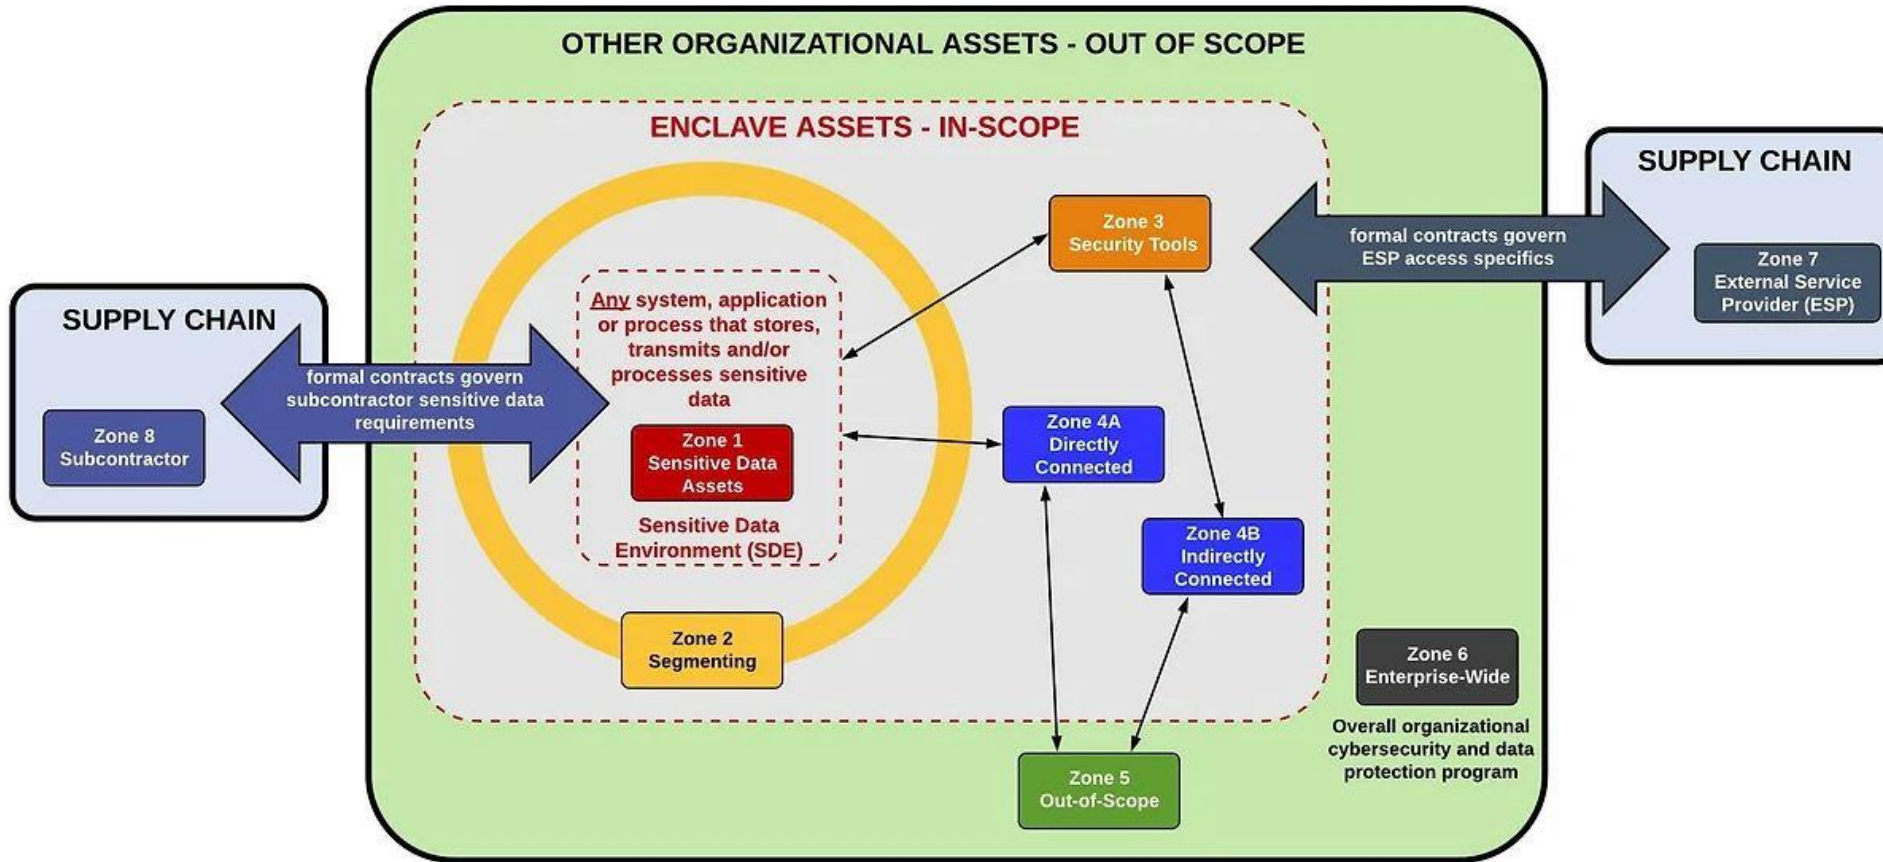 OTHER ORGANIZATIONAL ASSETS - OUT OF SCOPE
ENCLAVE ASSETS - IN-SCOPE
SUPPLY CHAIN
Zone 8
Subcontractor
formal contracts govern
subcontractor sensitive data
requirements
Any system, application
or process that stores,
transmits and/or
processes sensitive
data
Zone 1
Sensitive Data
Assets
Sensitive Data
Environment (SDE)
Zone 2
Segmenting
Zone 3
Security Tools
Zone 4A
Directly
Connected
Zone 4B
Indirectly
Connected
Zone 5
Out-of-Scope
formal contracts govern
ESP access specifics
SUPPLY CHAIN
Zone 7
External Service
Provider (ESP)
Zone 6
Enterprise-Wide
Overall organizational
cybersecurity and data
protection program